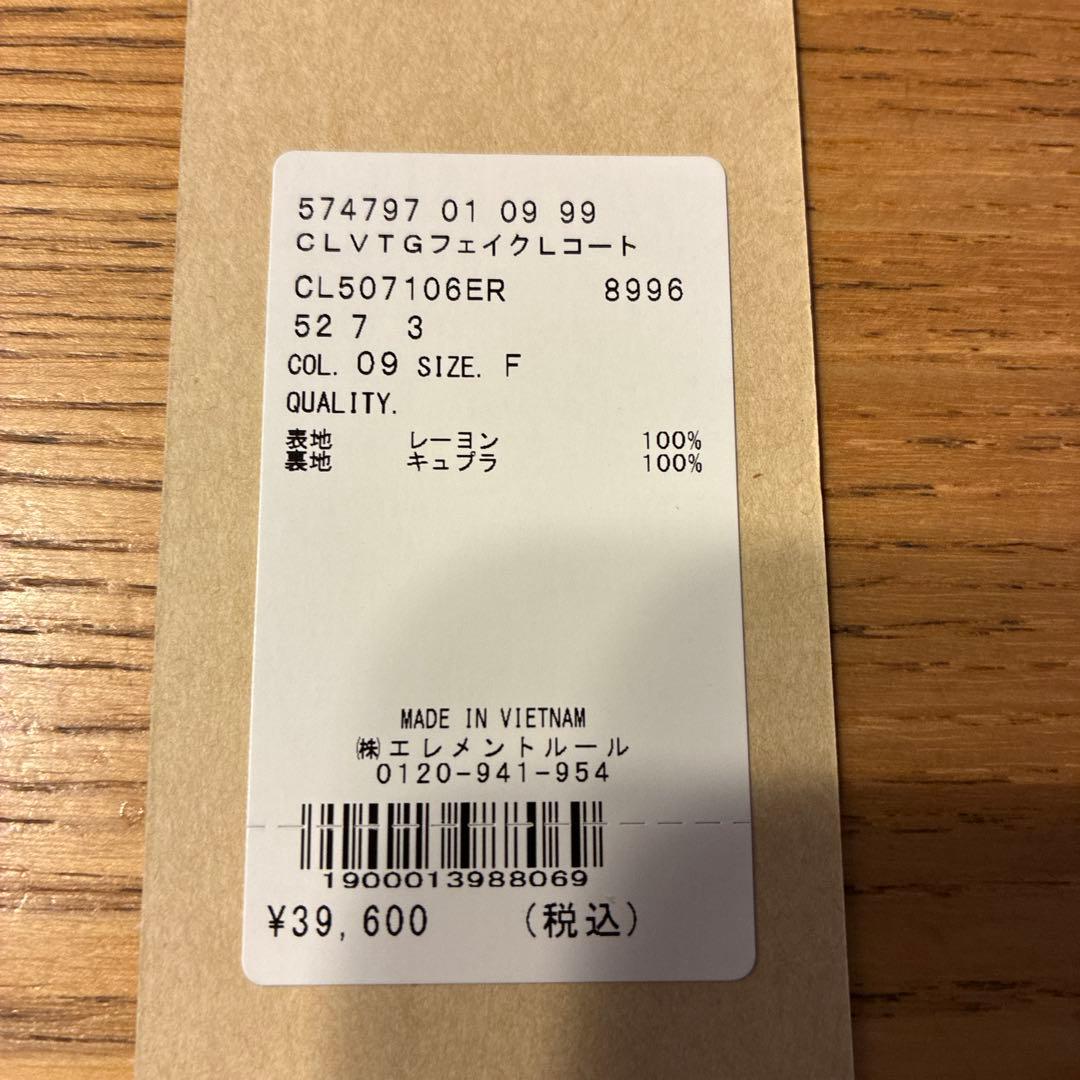 574797 01 09 99
CLVTGフェイクLコート
CL507106ER 8996
52 7 3
COL. 09 SIZE. F
QUALITY.
表地 レーヨン 100%
裏地 キュプラ 100%
MADE IN VIETNAM
㈱エレメントルール
0120-941-954
1900013988069
¥39,600 (税込)